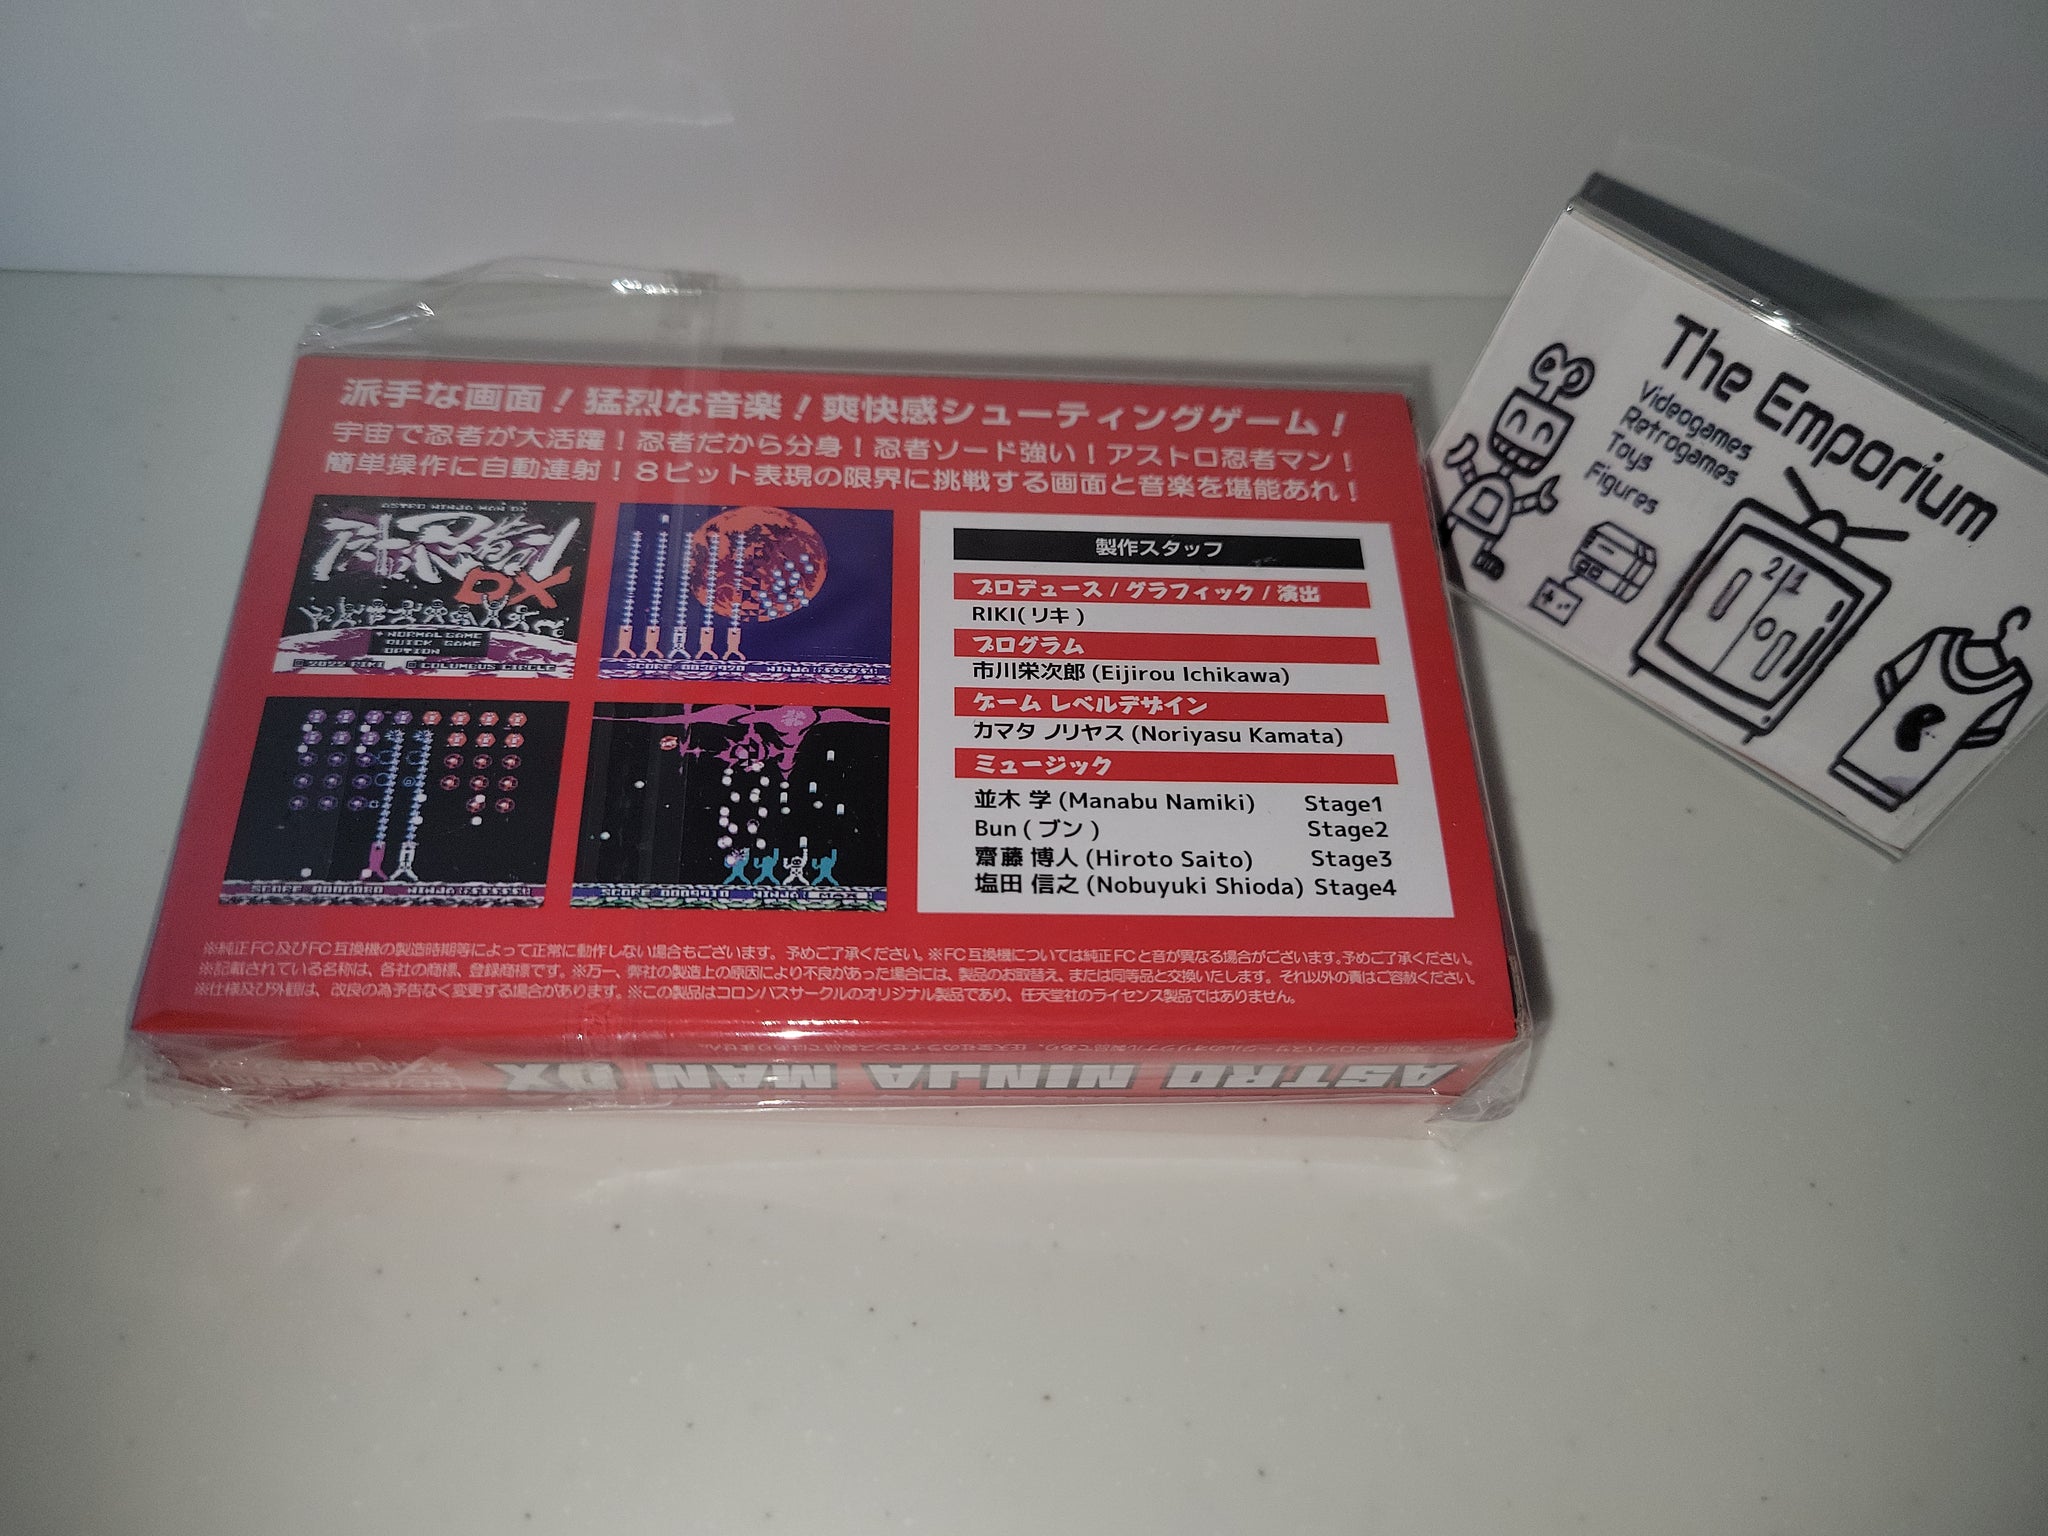 派手な画面！猛烈な音楽！爽快感シューティングゲーム！
宇宙で忍者が大活躍！忍者だから分身！忍者ソード強い！アストロ忍者マン！
簡単操作に自動連射！８ビット表現の限界に挑戦する画面と音楽を堪能あれ！
ASTRO NINJA MAN DX
DX
NORMAL GAME
QUICK GAME
OPTION
© 2022 RIKI © COLUMBUS CIRCLE
SCORE 0026920 NINJA
SCORE 0006080 NINJA
SCORE 0009710 NINJA
製作スタッフ
プロデュース / グラフィック / 演出
RIKI( リキ )
プログラム
市川栄次郎 (Eijirou Ichikawa)
ゲーム レベルデザイン
カマタ ノリヤス (Noriyasu Kamata)
ミュージック
並木 学 (Manabu Namiki) Stage1
Bun ( ブン ) Stage2
齋藤 博人 (Hiroto Saito) Stage3
塩田 信之 (Nobuyuki Shioda) Stage4
※純正FC及びFC互換機の製造時期等によって正常に動作しない場合もございます。予めご了承ください。※FC互換機については純正FCと音が異なる場合がございます。予めご了承ください。
※記載されている名称は、各社の商標、登録商標です。※万一、弊社の製造上の原因により不良があった場合には、製品のお取替え、または同等品と交換いたします。それ以外の責はご容赦ください。
※仕様及び外観は、改良の為予告なく変更する場合があります。※この製品はコロンバスサークルのオリジナル製品であり、任天堂社のライセンス製品ではありません。
ASTRO NINJA MAN DX
The Emporium
Videogames
Retrogames
Toys
Figures
2 1